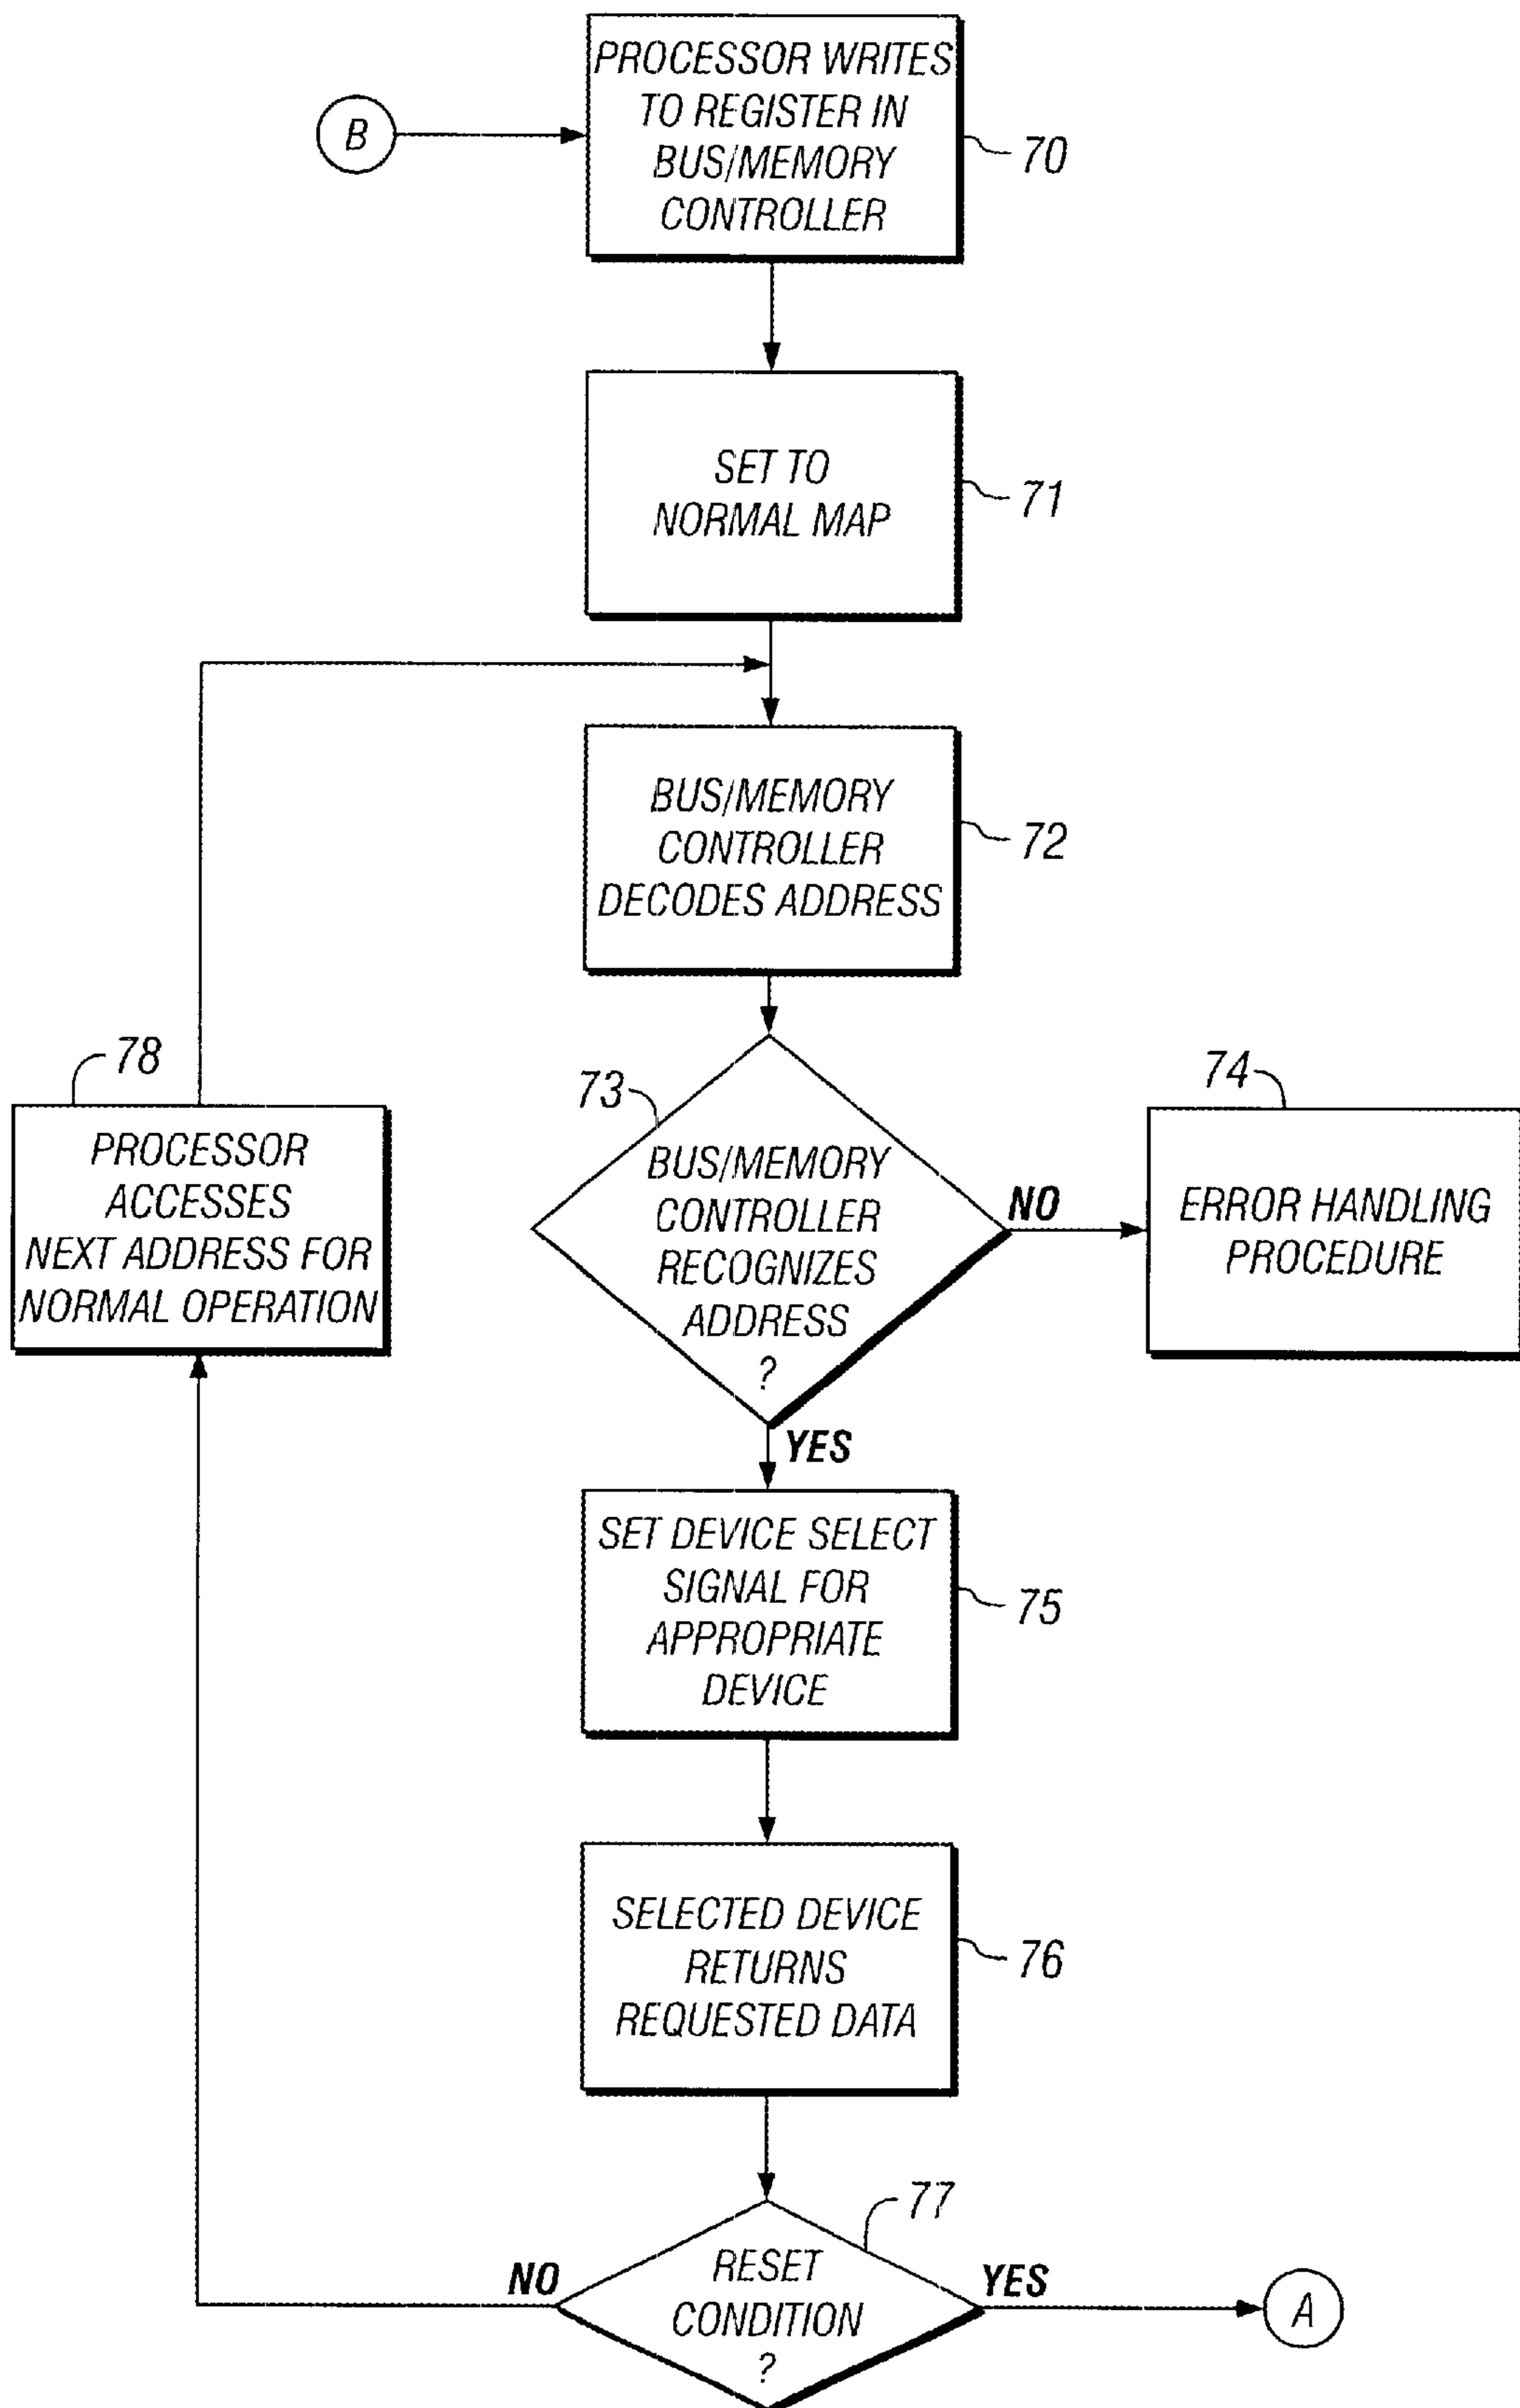 PROCESSOR WRITES
TO REGISTER IN
BUS/MEMORY
CONTROLLER
B
70
SET TO
NORMAL MAP
71
BUS/MEMORY
CONTROLLER
DECODES ADDRESS
72
78
PROCESSOR
ACCESSES
NEXT ADDRESS FOR
NORMAL OPERATION
73
BUS/MEMORY
CONTROLLER
RECOGNIZES
ADDRESS
?
NO
74
ERROR HANDLING
PROCEDURE
YES
SET DEVICE SELECT
SIGNAL FOR
APPROPRIATE
DEVICE
75
SELECTED DEVICE
RETURNS
REQUESTED DATA
76
77
RESET
CONDITION
?
NO
YES
A